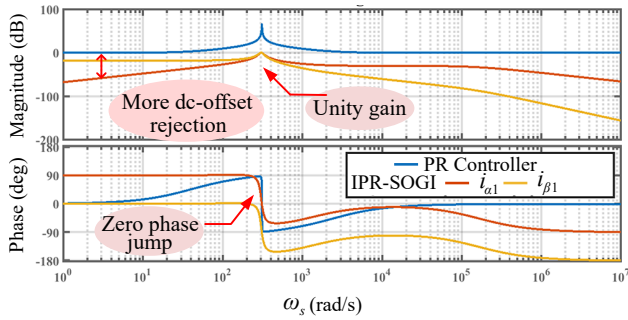 Magnitude (dB)
100
0
-100
-200
More dc-offset
rejection
Unity gain
Phase (deg)
180
90
0
-90
-180
Zero phase
jump
PR Controller
IPR-SOGI iα1 iβ1
10^0 10^1 10^2 10^3 10^4 10^5 10^6 10^7
ωs (rad/s)